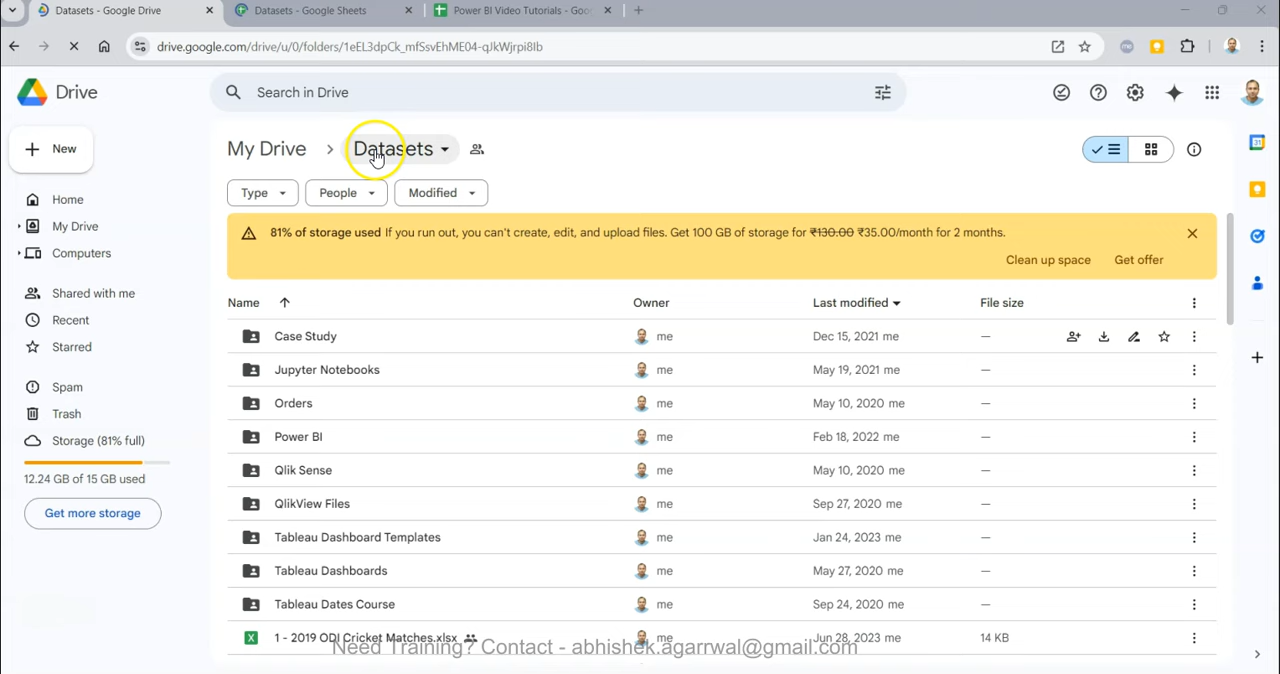 Datasets - Google Drive
Datasets - Google Sheets
Power BI Video Tutorials - Goo
drive.google.com/drive/u/0/folders/1eEL3dpCk_mfSsvEhME04-qJkWjrpi8Ib
Drive
Search in Drive
New
My Drive > Datasets
Type
People
Modified
81% of storage used If you run out, you can't create, edit, and upload files. Get 100 GB of storage for ₹130.00 ₹35.00/month for 2 months.
Clean up space
Get offer
Home
My Drive
Computers
Shared with me
Recent
Starred
Spam
Trash
Storage (81% full)
12.24 GB of 15 GB used
Get more storage
Name Owner Last modified File size
Case Study me Dec 15, 2021 me —
Jupyter Notebooks me May 19, 2021 me —
Orders me May 10, 2020 me —
Power BI me Feb 18, 2022 me —
Qlik Sense me May 10, 2020 me —
QlikView Files me Sep 27, 2020 me —
Tableau Dashboard Templates me Jan 24, 2023 me —
Tableau Dashboards me May 27, 2020 me —
Tableau Dates Course me Sep 24, 2020 me —
1 - 2019 ODI Cricket Matches.xlsx me Jun 28, 2023 me 14 KB
Need Training? Contact - abhishek.agarrwal@gmail.com